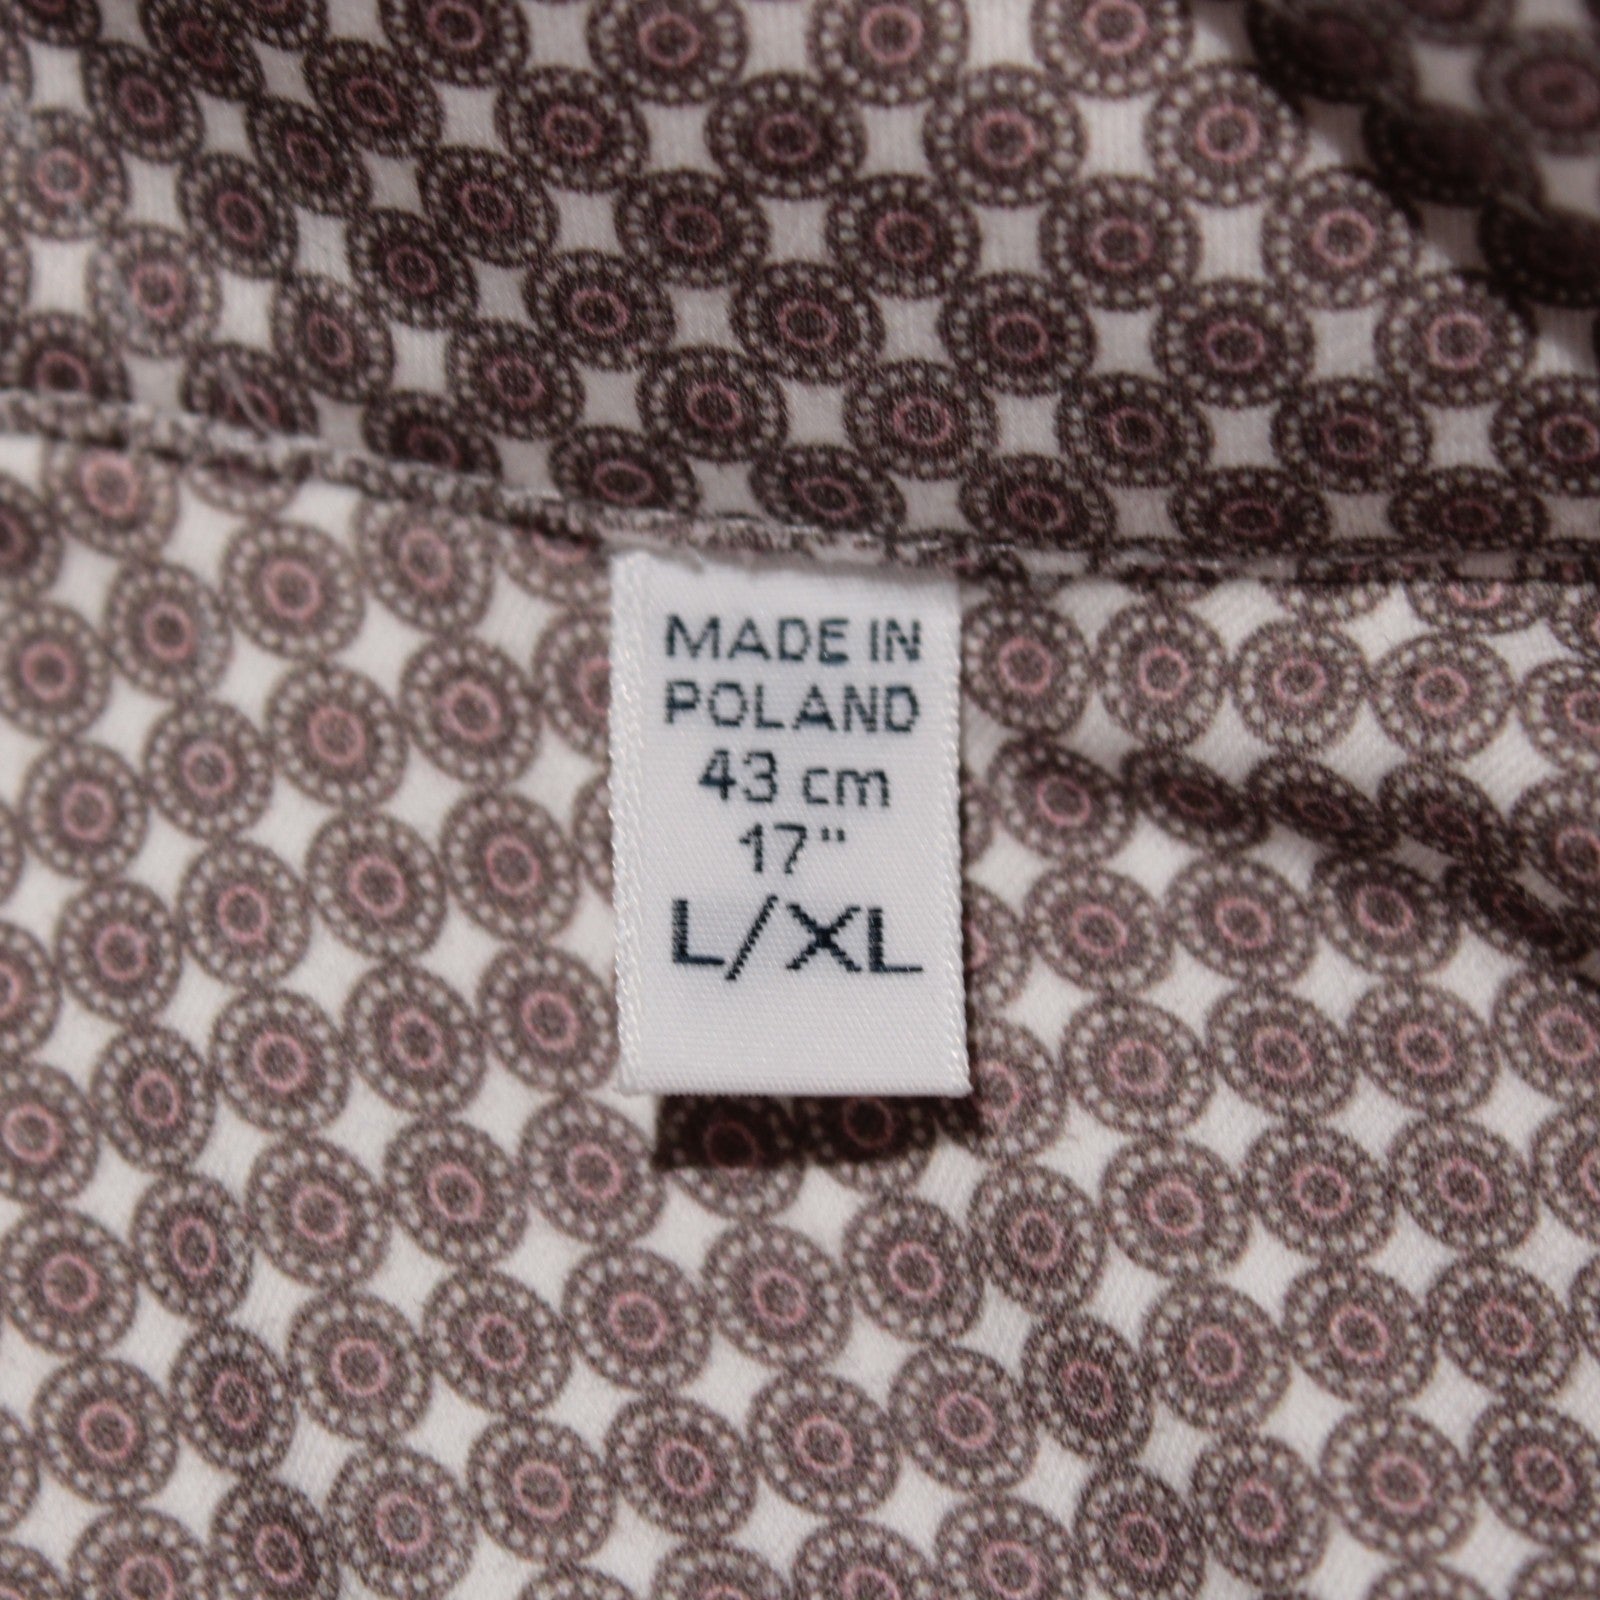 MADE IN
POLAND
43 cm
17"
L/XL